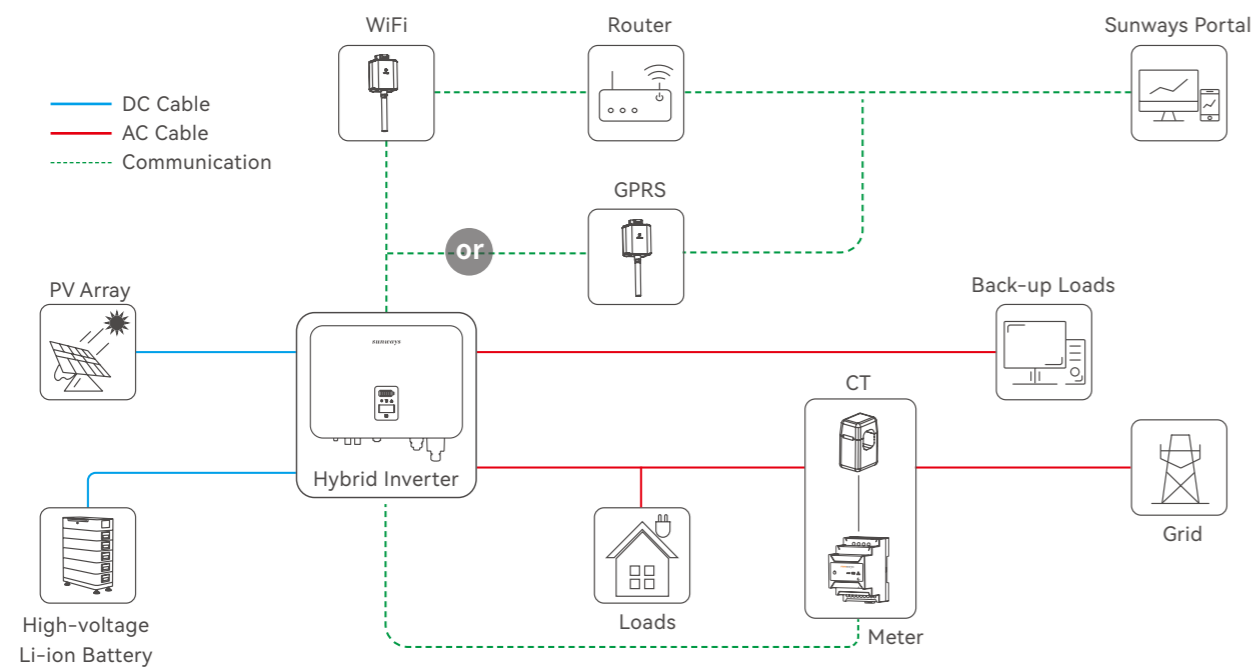 WiFi
Router
Sunways Portal
DC Cable
AC Cable
Communication
GPRS
or
PV Array
Back-up Loads
sunways
CT
Hybrid Inverter
Grid
High-voltage
Li-ion Battery
Loads
Meter